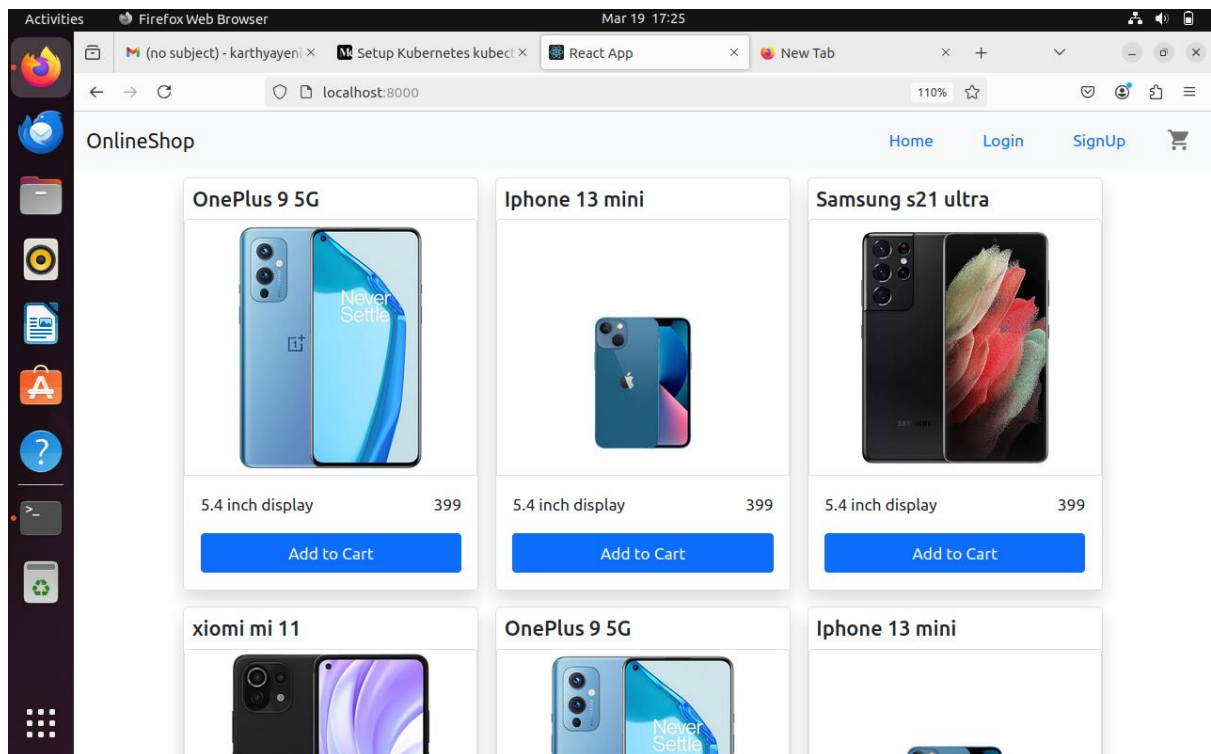 Activities Firefox Web Browser Mar 19 17:25
(no subject) - karthyayeni Setup Kubernetes kubect React App New Tab
localhost:8000 110%
OnlineShop Home Login SignUp
OnePlus 9 5G Iphone 13 mini Samsung s21 ultra
Never
Settle
SAMSUNG
5.4 inch display 399 5.4 inch display 399 5.4 inch display 399
Add to Cart Add to Cart Add to Cart
xiomi mi 11 OnePlus 9 5G Iphone 13 mini
Never
Settle